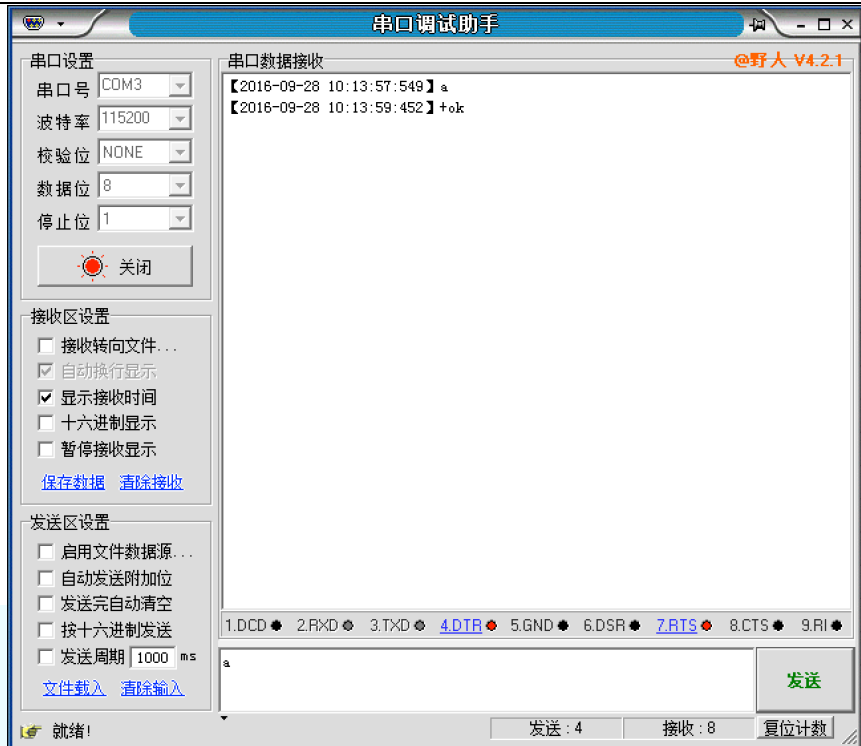 串口调试助手
串口设置
串口号 COM3
波特率 115200
校验位 NONE
数据位 8
停止位 1
关闭
接收区设置
接收转向文件...
自动换行显示
显示接收时间
十六进制显示
暂停接收显示
保存数据 清除接收
发送区设置
启用文件数据源...
自动发送附加位
发送完自动清空
按十六进制发送
发送周期 1000 ms
文件载入 清除输入
串口数据接收
@野人 V4.2.1
【2016-09-28 10:13:57:549】a
【2016-09-28 10:13:59:452】+ok
1.DCD 2.RXD 3.TXD 4.DTR 5.GND 6.DSR 7.RTS 8.CTS 9.RI
a
发送
就绪! 发送 : 4 接收 : 8 复位计数